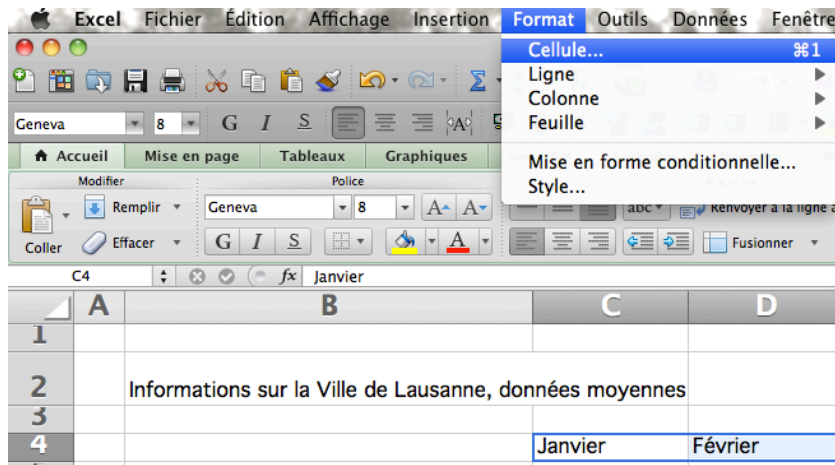 Excel Fichier Édition Affichage Insertion Format Outils Données Fenêtre
Cellule... ⌘1
Ligne
Colonne
Feuille
Mise en forme conditionnelle...
Style...
Geneva 8 G I S
Accueil Mise en page Tableaux Graphiques
Modifier Police
Remplir Geneva 8 A A abc Renvoyer à la ligne a
Coller Effacer G I S A Fusionner
C4 fx Janvier
A B C D
1
2 Informations sur la Ville de Lausanne, données moyennes
3
4 Janvier Février